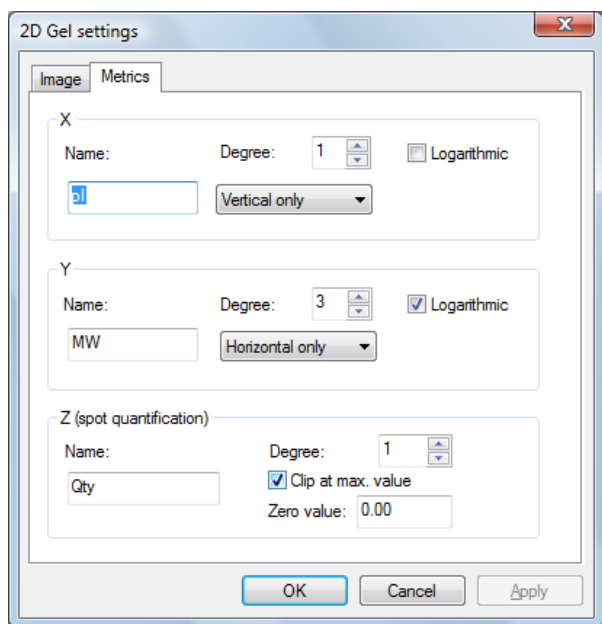 2D Gel settings
Image Metrics
X
Name: Degree: 1 Logarithmic
pI Vertical only
Y
Name: Degree: 3 Logarithmic
MW Horizontal only
Z (spot quantification)
Name: Degree: 1
Qty Clip at max. value
Zero value: 0.00
OK Cancel Apply